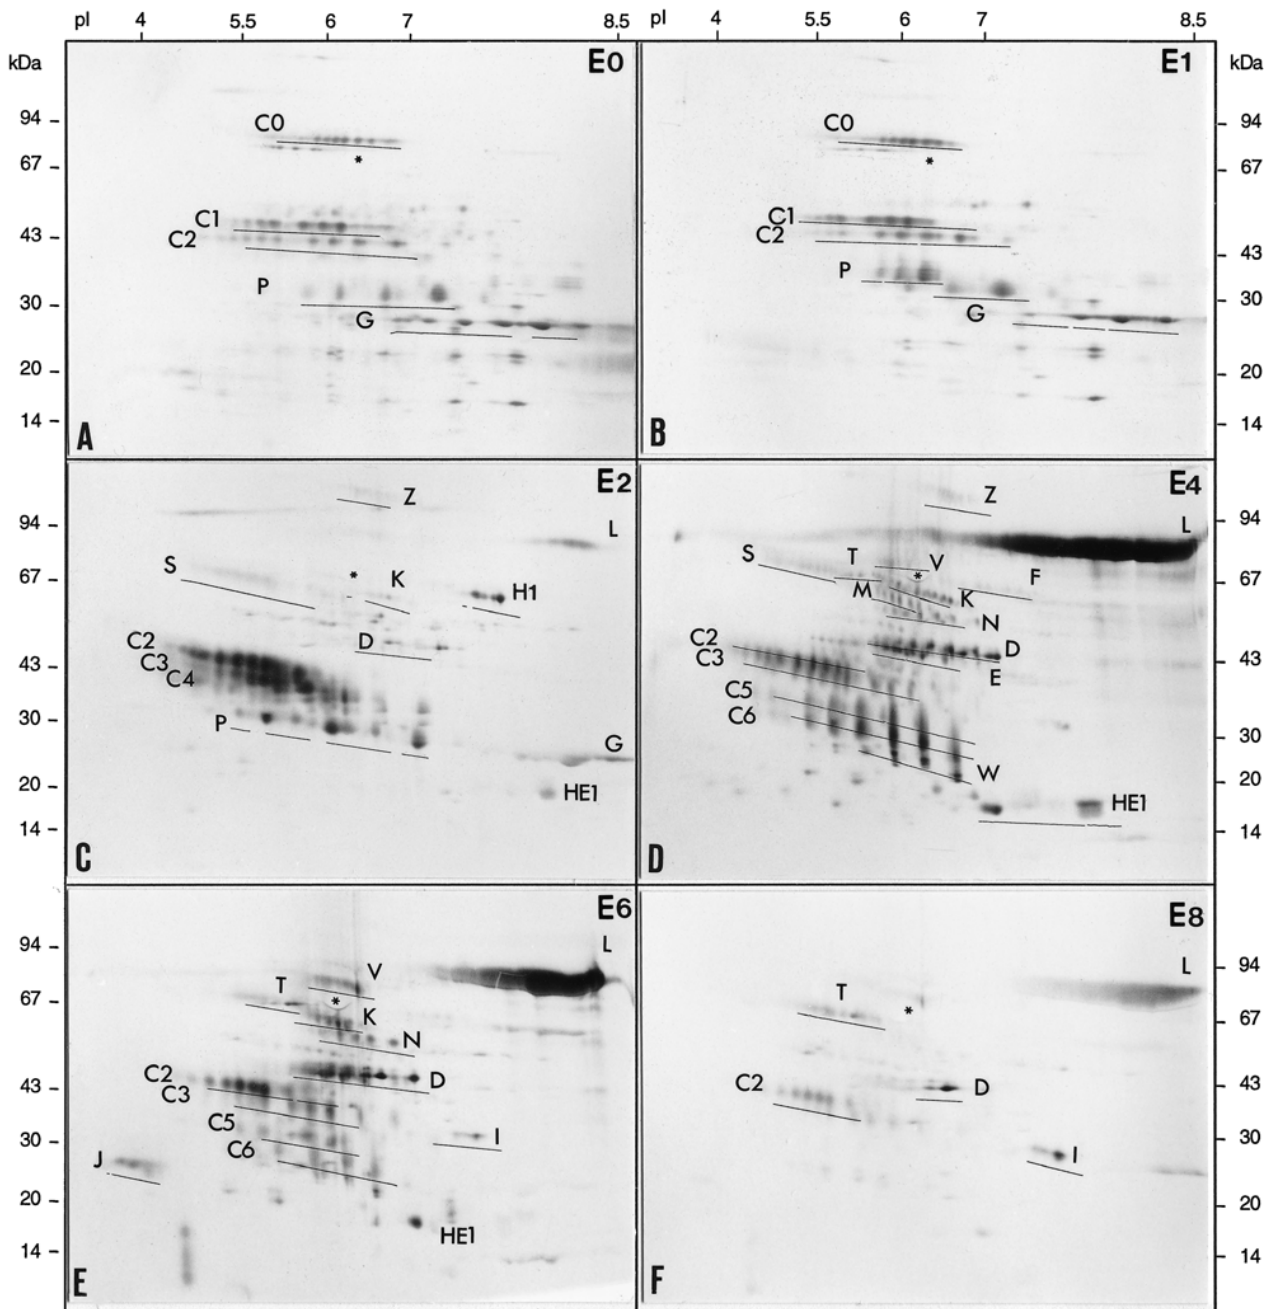 pI 4 5.5 6 7 8.5 pI 4 5.5 6 7 8.5
kDa E0 E1 kDa
94 C0 C0 94
67 * * 67
C1 C1
43 C2 C2 43
P P
30 G G 30
20 20
14 A B 14
E2 E4
Z Z
94 L L 94
S * K H1 S T V * F
67 M K 67
D N
C2 C2 D
43 C3 C3 E 43
C4 C5
30 P C6 30
G W
20 HE1 HE1 20
14 C D 14
E6 E8
94 L L 94
V
T * T *
67 K 67
N
C2 D C2 D
43 C3 43
C5
30 C6 I I 30
J
20 20
HE1
14 E F 14